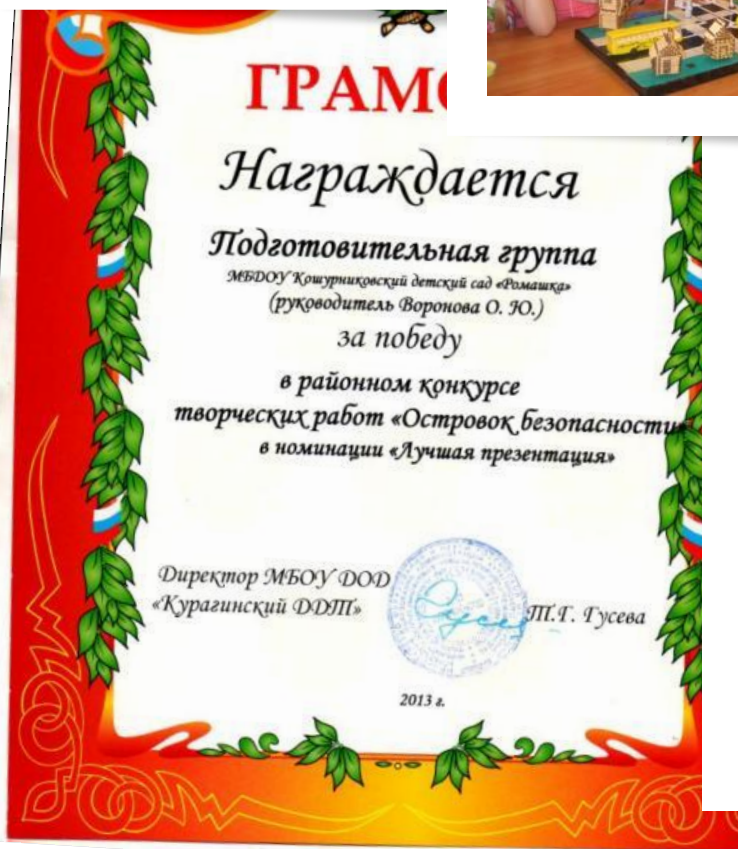 ГРАМО
Награждается
Подготовительная группа
МБДОУ Кошурниковский детский сад «Ромашка»
(руководитель Воронова О. Ю.)
за победу
в районном конкурсе
творческих работ «Островок безопасности»
в номинации «Лучшая презентация»
Директор МБОУ ДОД
«Курагинский ДДТ»
Т.Г. Гусева
2013 г.